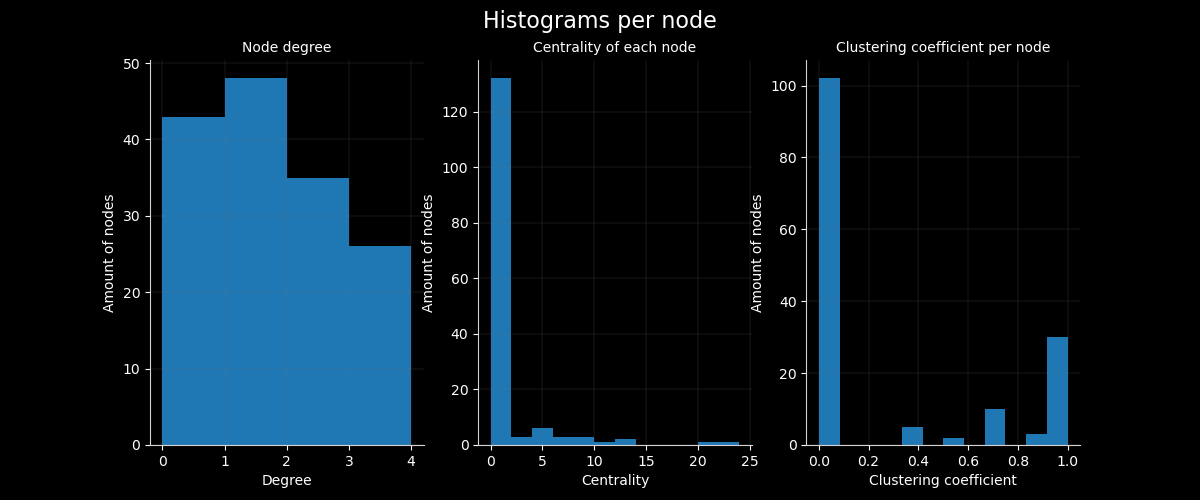 Histograms per node
Node degree
Amount of nodes
50
40
30
20
10
0
0 1 2 3 4
Degree
Centrality of each node
Amount of nodes
120
100
80
60
40
20
0
0 5 10 15 20 25
Centrality
Clustering coefficient per node
Amount of nodes
100
80
60
40
20
0
0.0 0.2 0.4 0.6 0.8 1.0
Clustering coefficient